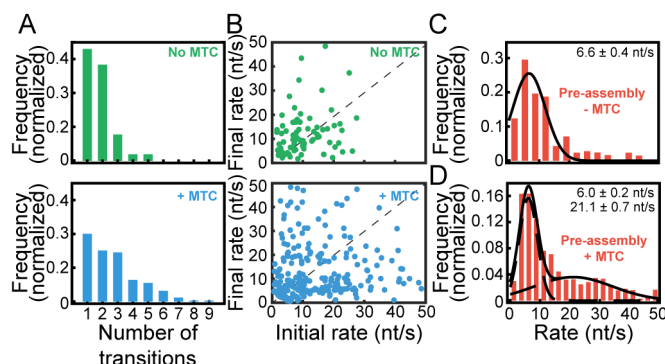 A
B
C
D
Frequency
(normalized)
0.4
0.2
0
No MTC
Frequency
(normalized)
0.4
0.2
0
+ MTC
1 2 3 4 5 6 7 8 9
Number of
transitions
Final rate (nt/s)
50
40
30
20
10
0
No MTC
Final rate (nt/s)
50
40
30
20
10
0
+ MTC
0 10 20 30 40 50
Initial rate (nt/s)
Frequency
(normalized)
0.3
0.2
0.1
0
6.6 ± 0.4 nt/s
Pre-assembly
- MTC
Frequency
(normalized)
0.16
0.12
0.08
0.04
0
6.0 ± 0.2 nt/s
21.1 ± 0.7 nt/s
Pre-assembly
+ MTC
0 10 20 30 40 50
Rate (nt/s)